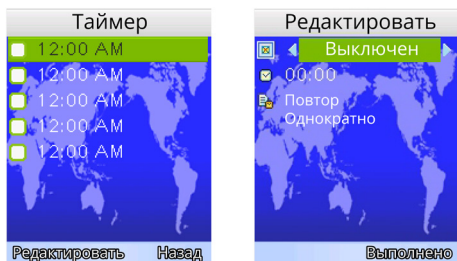 Таймер
12:00 AM
12:00 AM
12:00 AM
12:00 AM
12:00 AM
Редактировать
Назад
Редактировать
Выключен
00:00
Повтор
Однократно
Выполнено